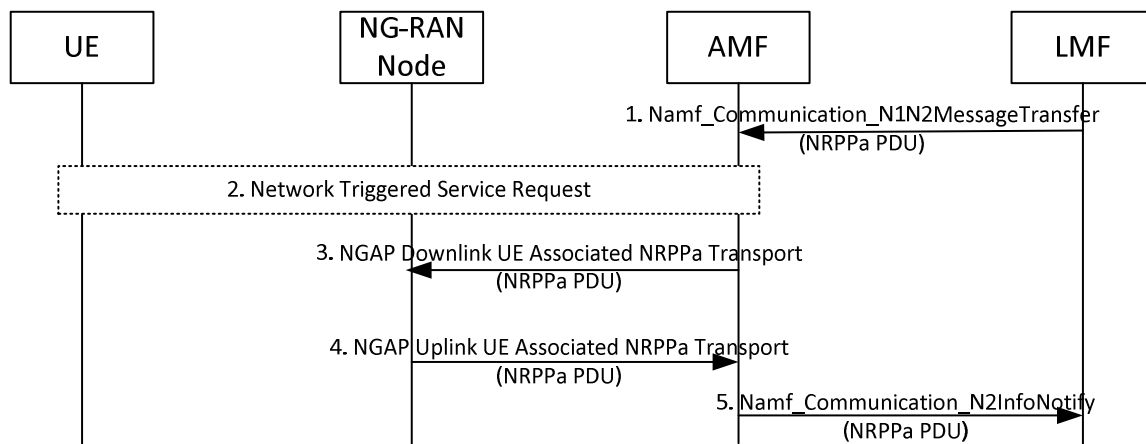 UE
NG-RAN
Node
AMF
LMF
1. Namf_Communication_N1N2MessageTransfer
(NRPPa PDU)
2. Network Triggered Service Request
3. NGAP Downlink UE Associated NRPPa Transport
(NRPPa PDU)
4. NGAP Uplink UE Associated NRPPa Transport
(NRPPa PDU)
5. Namf_Communication_N2InfoNotify
(NRPPa PDU)